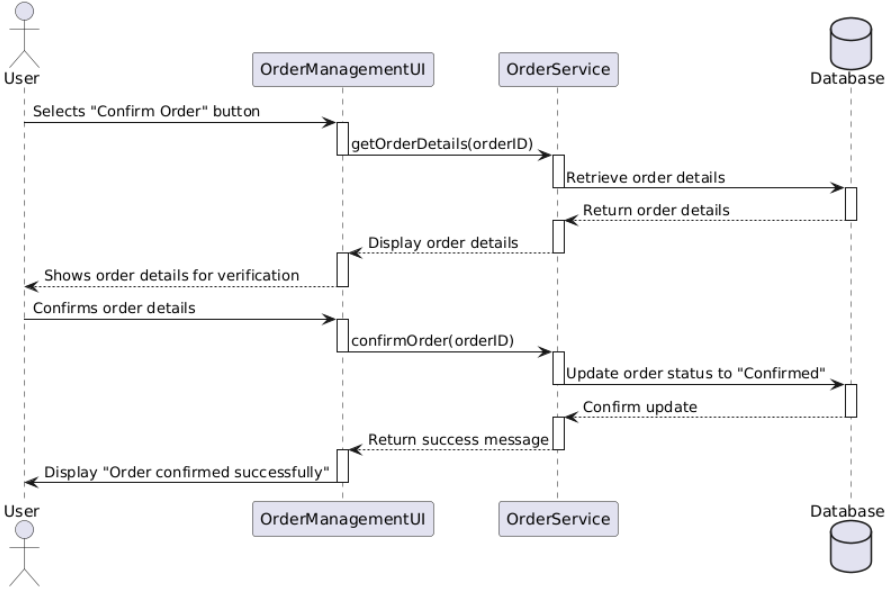 User
OrderManagementUI
OrderService
Database
Selects "Confirm Order" button
getOrderDetails(orderID)
Retrieve order details
Return order details
Display order details
Shows order details for verification
Confirms order details
confirmOrder(orderID)
Update order status to "Confirmed"
Confirm update
Return success message
Display "Order confirmed successfully"
User
OrderManagementUI
OrderService
Database